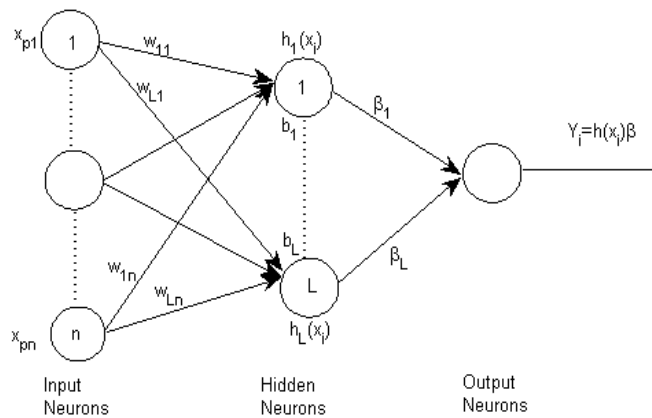 x_p1
1
w_11
h_1(x_i)
1
w_L1
β_1
b_1
Y_i=h(x_i)β
b_L
w_1n
β_L
w_Ln
L
x_pn
n
h_L(x_i)
Input
Neurons
Hidden
Neurons
Output
Neurons